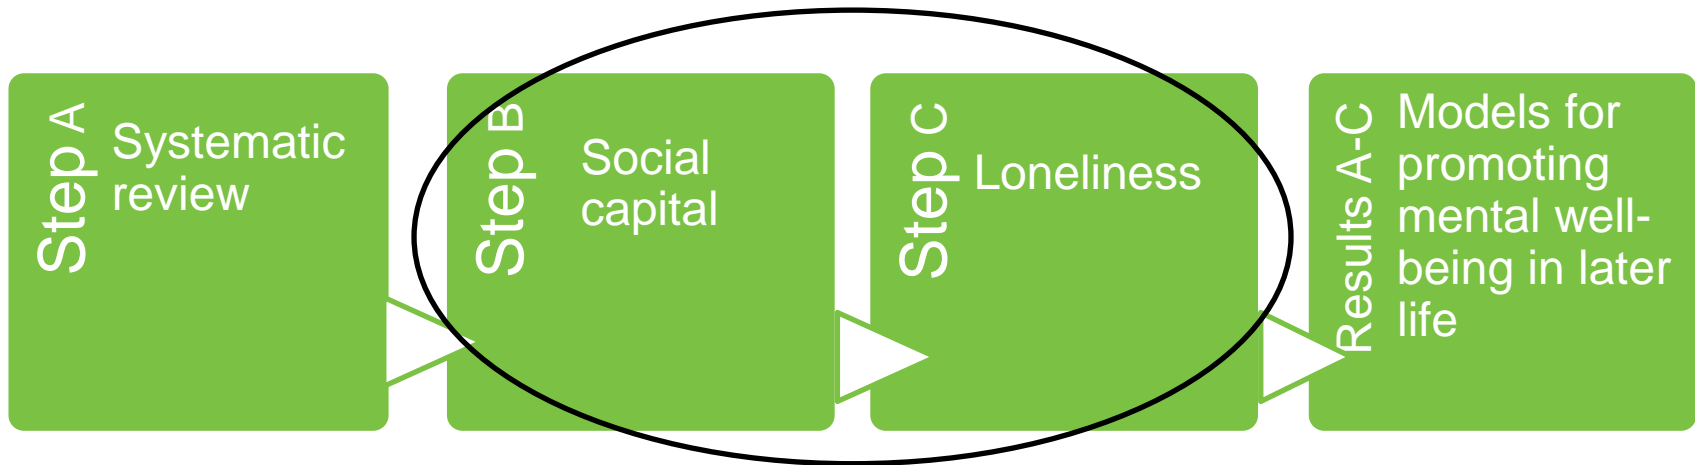 Step A
Systematic
review
Step B
Social
capital
Step C
Loneliness
Results A-C
Models for
promoting
mental well-
being in later
life